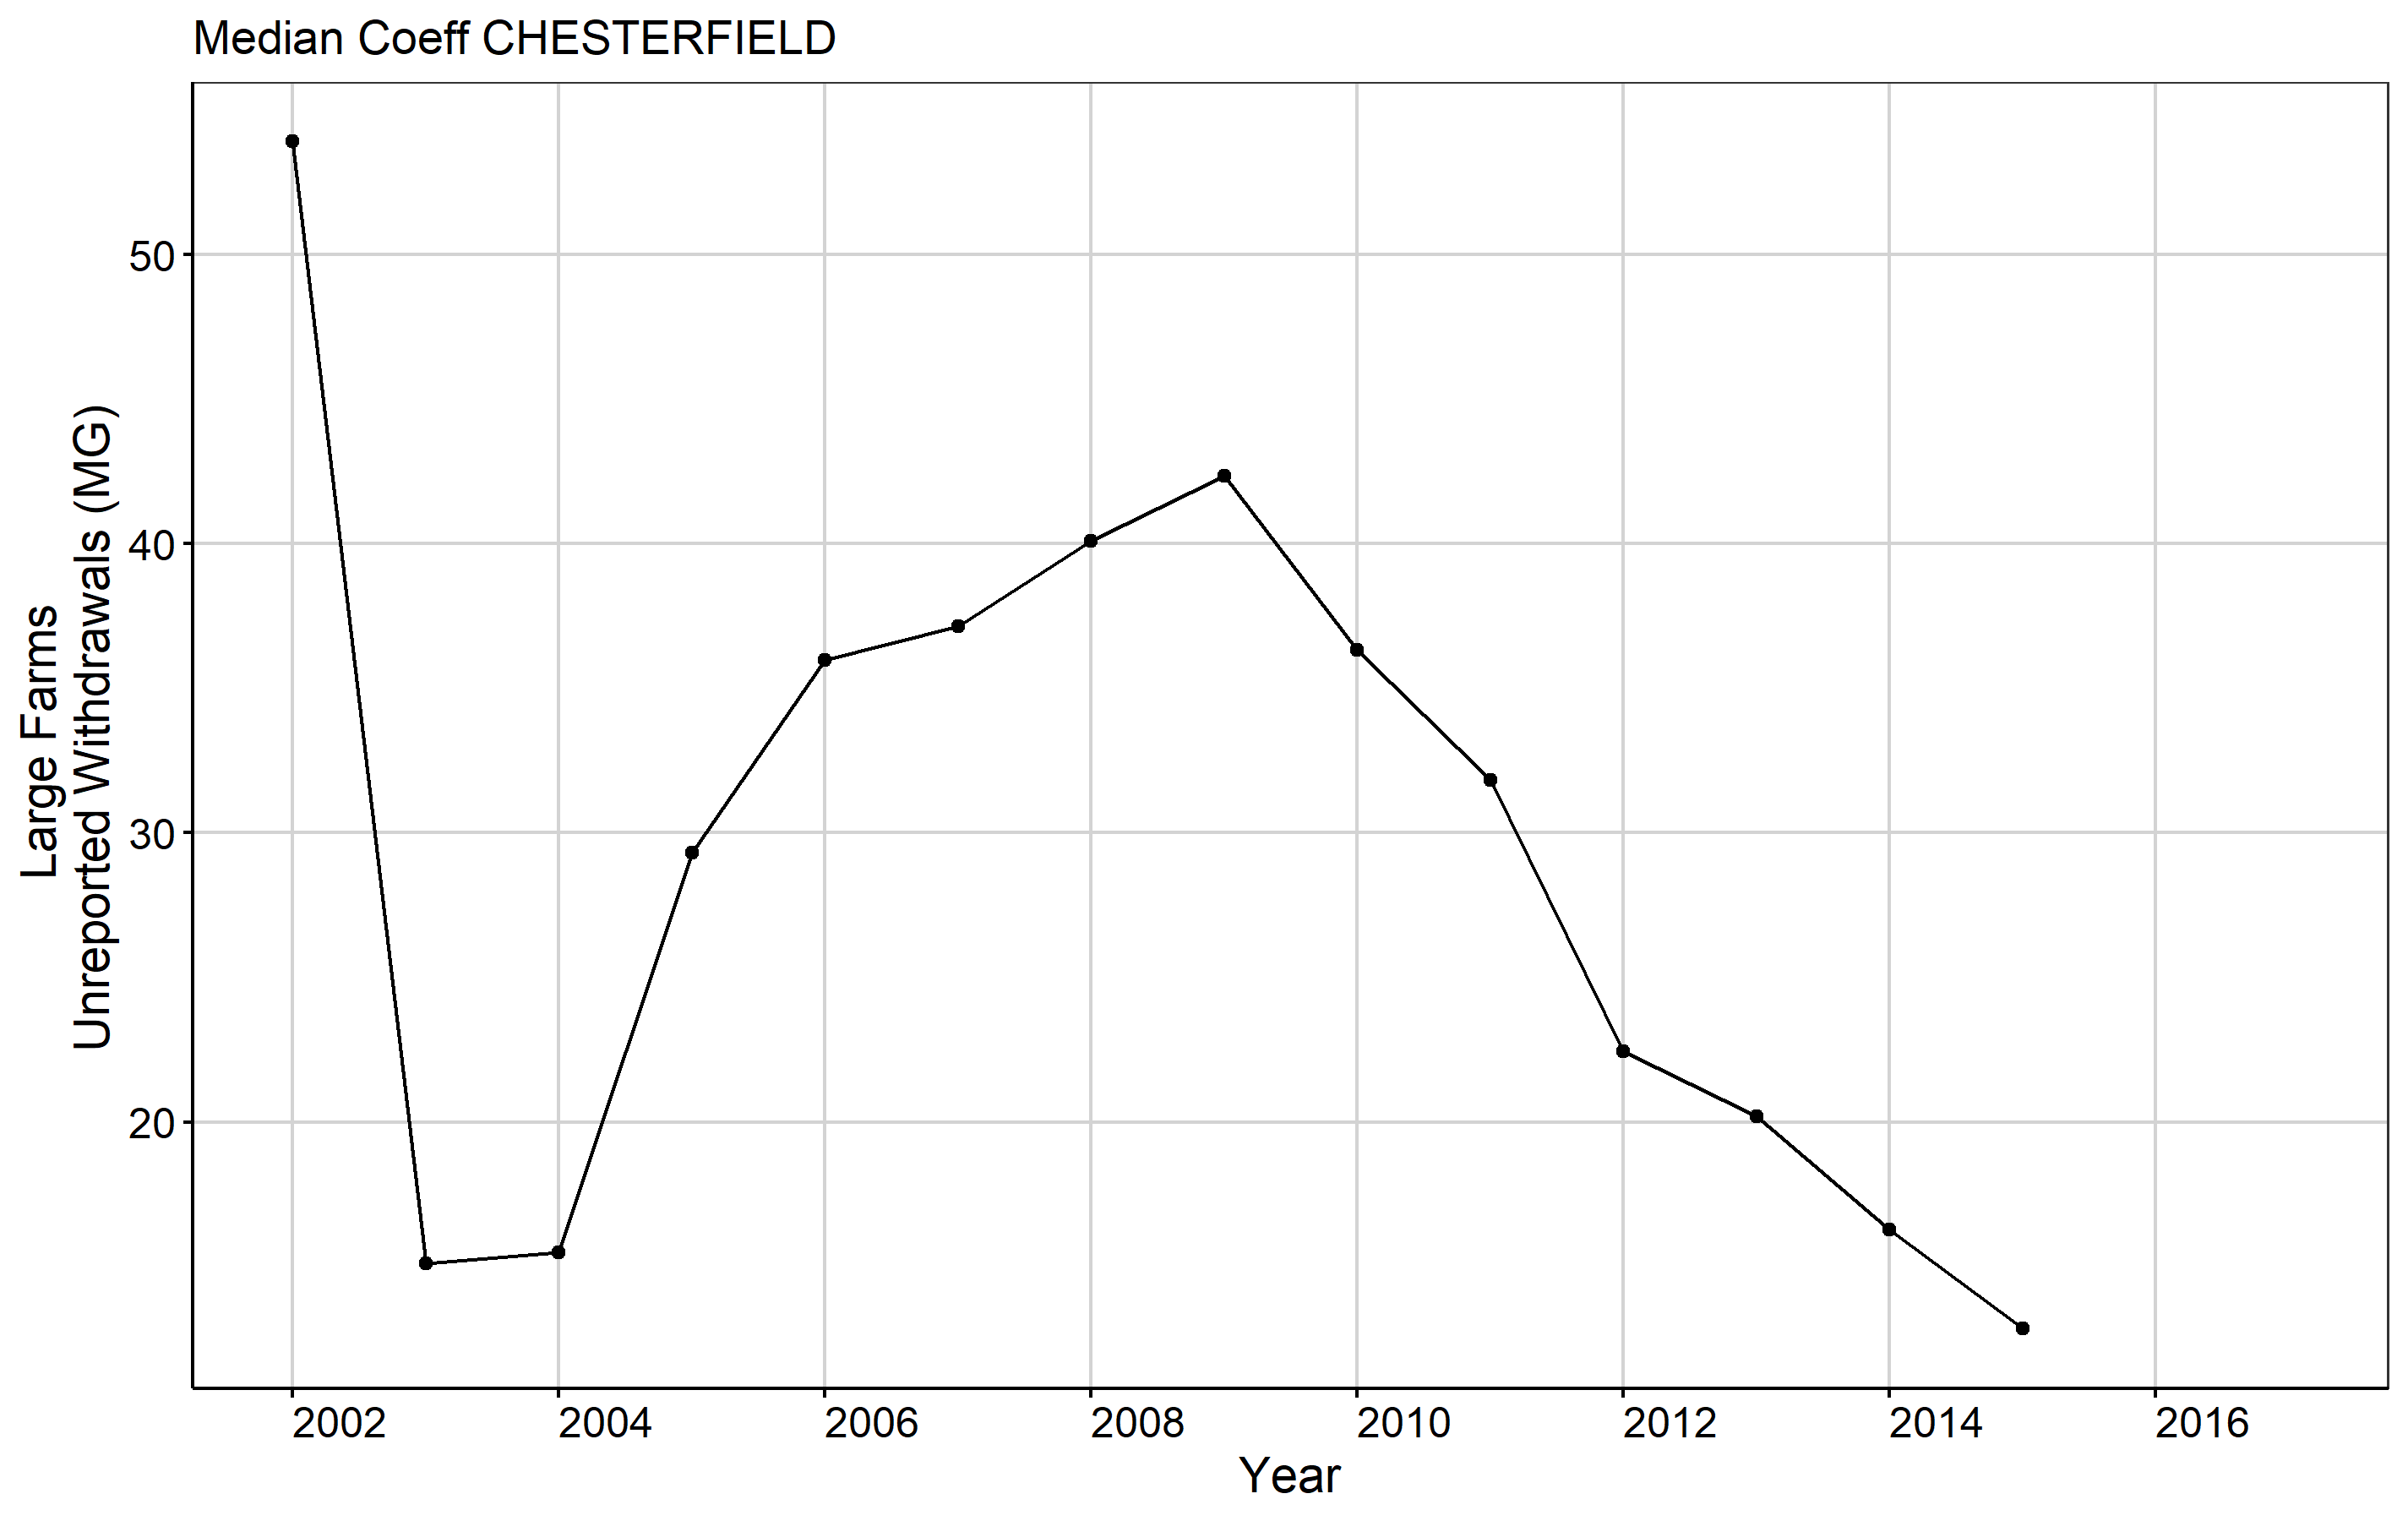 Median Coeff CHESTERFIELD
Large Farms
Unreported Withdrawals (MG)
50
40
30
20
2002 2004 2006 2008 2010 2012 2014 2016
Year